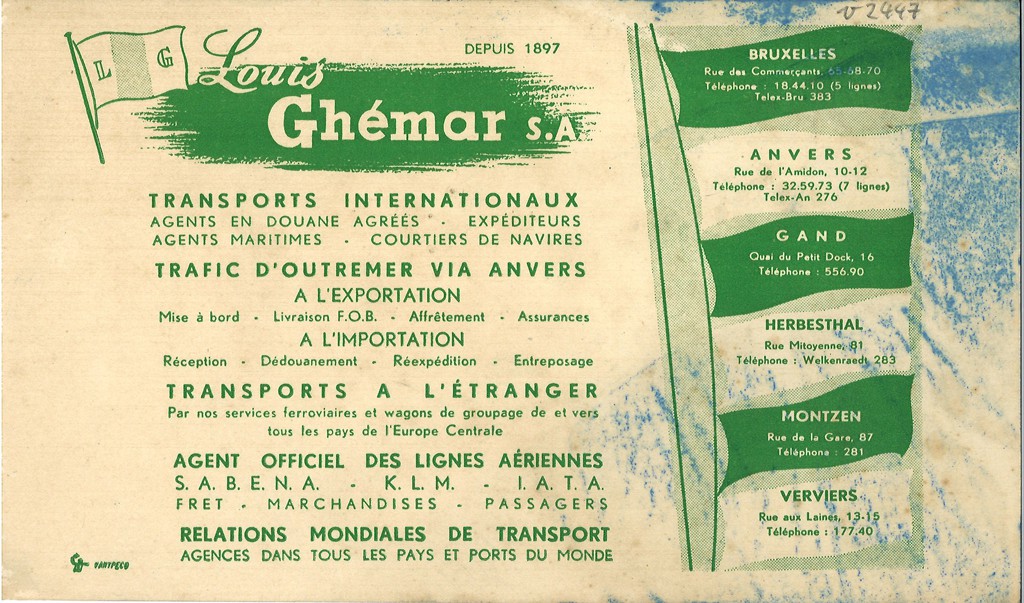 v 2447
L G
DEPUIS 1897
Louis
Ghémar S.A
TRANSPORTS INTERNATIONAUX
AGENTS EN DOUANE AGRÉÉS - EXPÉDITEURS
AGENTS MARITIMES - COURTIERS DE NAVIRES
TRAFIC D'OUTREMER VIA ANVERS
A L'EXPORTATION
Mise à bord - Livraison F.O.B. - Affrêtement - Assurances
A L'IMPORTATION
Réception - Dédouanement - Réexpédition - Entreposage
TRANSPORTS A L'ÉTRANGER
Par nos services ferroviaires et wagons de groupage de et vers
tous les pays de l'Europe Centrale
AGENT OFFICIEL DES LIGNES AÉRIENNES
S.A.B.E.N.A. - K.L.M. - I.A.T.A.
FRET - MARCHANDISES - PASSAGERS
RELATIONS MONDIALES DE TRANSPORT
AGENCES DANS TOUS LES PAYS ET PORTS DU MONDE
VANYPECO
BRUXELLES
Rue des Commerçants, 65-68-70
Téléphone : 18.44.10 (5 lignes)
Telex-Bru 383
ANVERS
Rue de l'Amidon, 10-12
Téléphone : 32.59.73 (7 lignes)
Telex-An 276
GAND
Quai du Petit Dock, 16
Téléphone : 556.90
HERBESTHAL
Rue Mitoyenne, 81
Téléphone : Welkenraedt 283
MONTZEN
Rue de la Gare, 87
Téléphone : 281
VERVIERS
Rue aux Laines, 13-15
Téléphone : 177.40